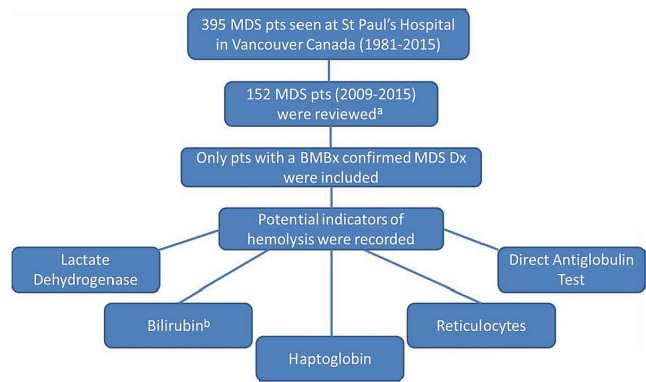 395 MDS pts seen at St Paul's Hospital
in Vancouver Canada (1981-2015)
152 MDS pts (2009-2015)
were reviewedᵃ
Only pts with a BMBx confirmed MDS Dx
were included
Potential indicators of
hemolysis were recorded
Lactate
Dehydrogenase
Direct Antiglobulin
Test
Bilirubinᵇ
Reticulocytes
Haptoglobin